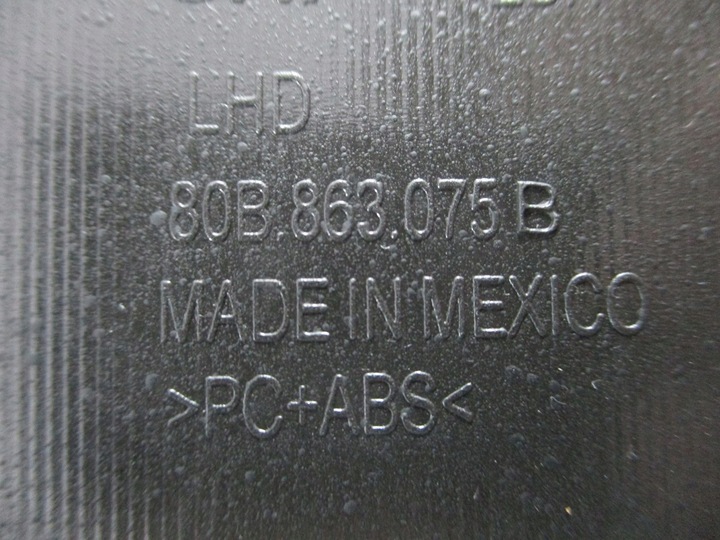 LHD
80B.863.075 B
MADE IN MEXICO
>PC+ABS<